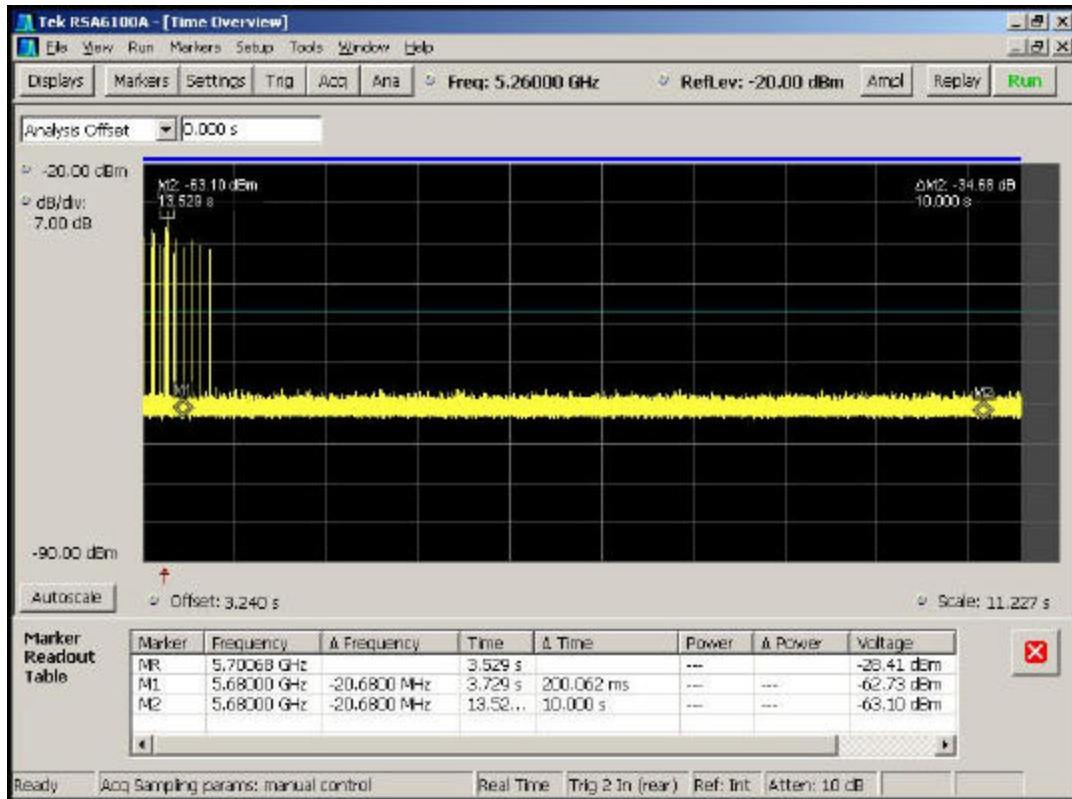 Tek RSA6100A - [Time Overview]
File View Run Markers Setup Tools Window Help
Displays Markers Settings Trig Acq Ana Freq: 5.26000 GHz RefLev: -20.00 dBm Ampl Replay Run
Analysis Offset 0.000 s
-20.00 dBm
dB/div:
7.00 dB
M2: -63.10 dBm
13.529 s
ΔM2: -34.68 dB
10.000 s
M1
M2
-90.00 dBm
Autoscale Offset: 3.240 s Scale: 11.227 s
Marker
Readout
Table
Marker Frequency Δ Frequency Time Δ Time Power Δ Power Voltage
MR 5.70068 GHz 3.529 s --- -28.41 dBm
M1 5.68000 GHz -20.6800 MHz 3.729 s 200.062 ms --- --- -62.73 dBm
M2 5.68000 GHz -20.6800 MHz 13.52... 10.000 s --- --- -63.10 dBm
Ready Acq Sampling params: manual control Real Time Trig 2 In (rear) Ref: Int Atten: 10 dB